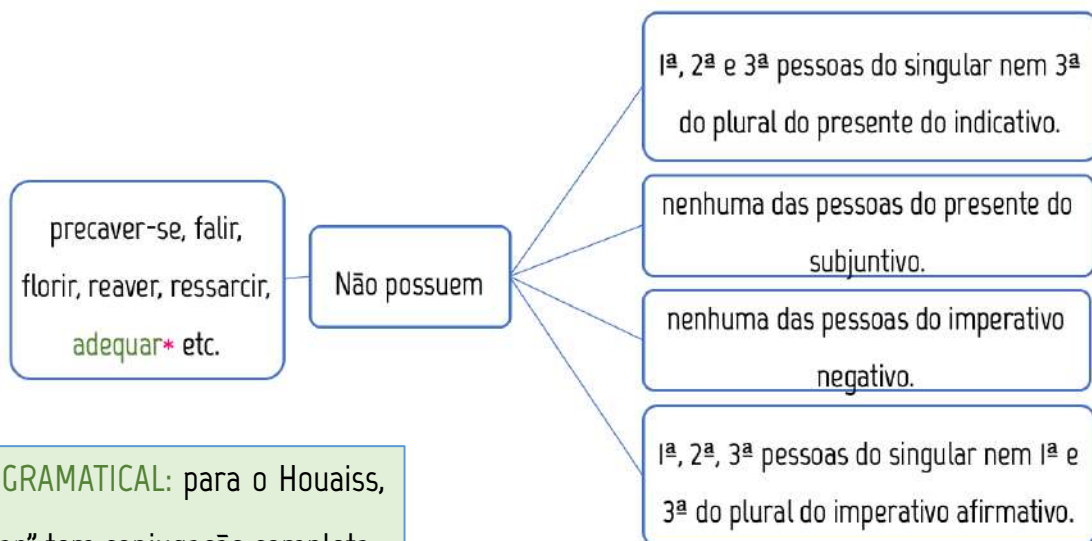 precaver-se, falir,
florir, reaver, ressarcir,
adequar* etc.
Não possuem
1ª, 2ª e 3ª pessoas do singular nem 3ª
do plural do presente do indicativo.
nenhuma das pessoas do presente do
subjuntivo.
nenhuma das pessoas do imperativo
negativo.
1ª, 2ª, 3ª pessoas do singular nem 1ª e
3ª do plural do imperativo afirmativo.
GRAMATICAL: para o Houaiss,